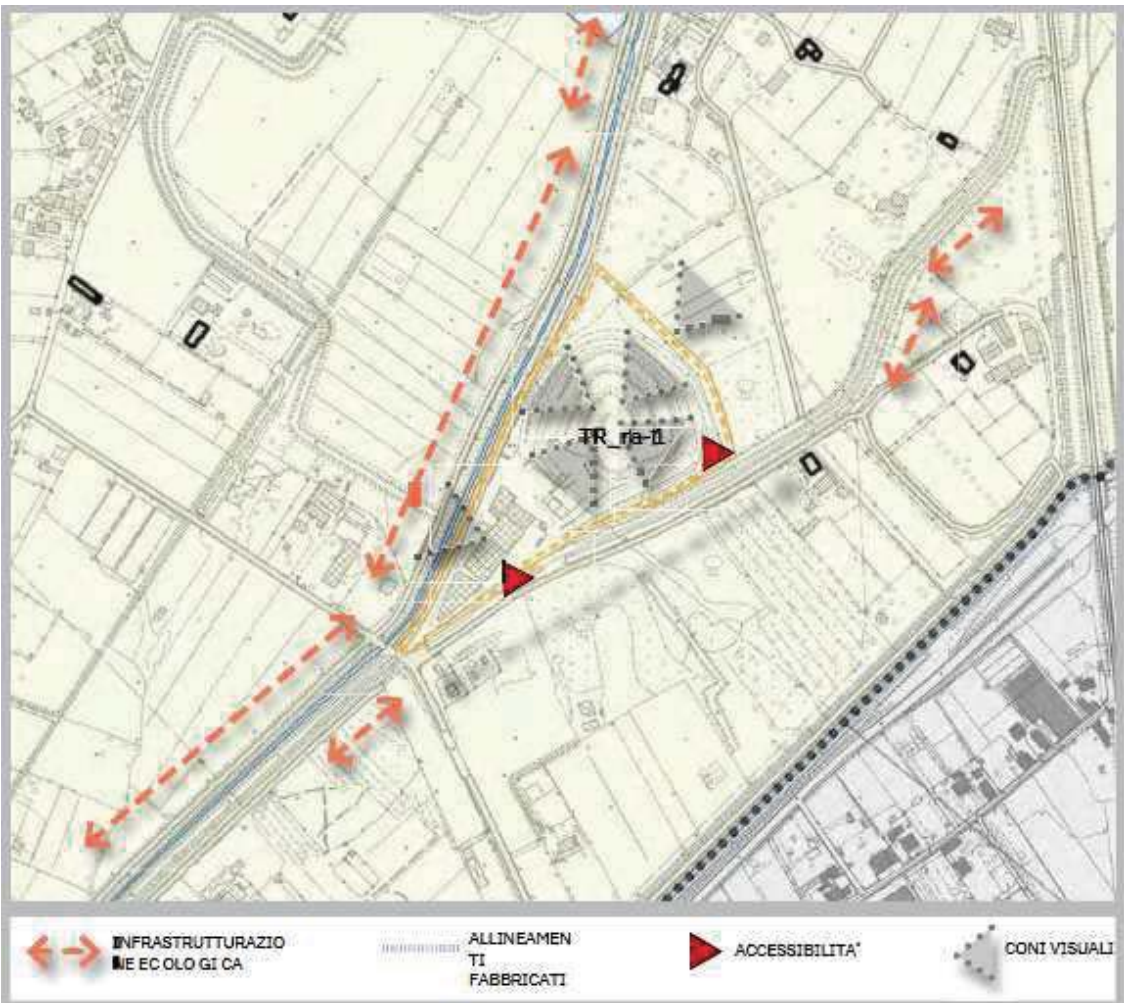 TR_ria-t1
INFRASTRUTTURAZIO
NE ECOLOGICA
ALLINEAMEN
TI
FABBRICATI
ACCESSIBILITA'
CONI VISUALI